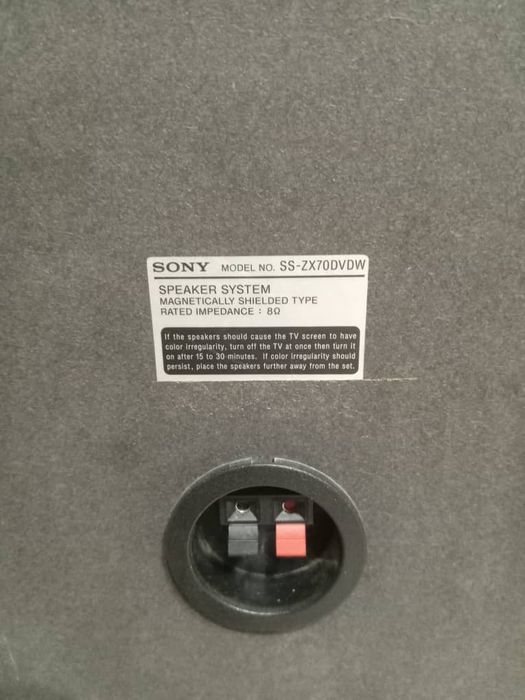 SONY MODEL NO. SS-ZX70DVDW
SPEAKER SYSTEM
MAGNETICALLY SHIELDED TYPE
RATED IMPEDANCE : 8Ω
If the speakers should cause the TV screen to have
color irregularity, turn off the TV at once then turn it
on after 15 to 30 minutes. If color irregularity should
persist, place the speakers further away from the set.